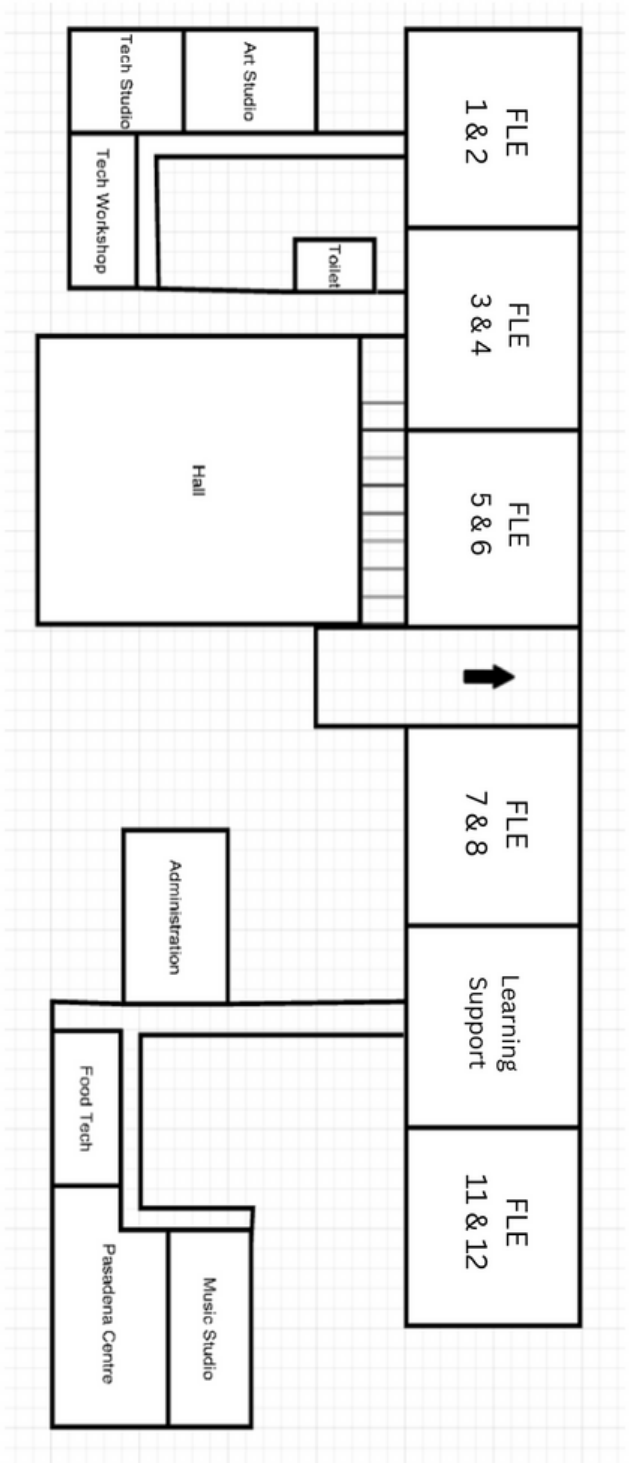 Tech Studio
Art Studio
FLE
1 & 2
Tech Workshop
Toilet
FLE
3 & 4
Hall
FLE
5 & 6
FLE
7 & 8
Administration
Learning
Support
Food Tech
FLE
11 & 12
Pasadena Centre
Music Studio